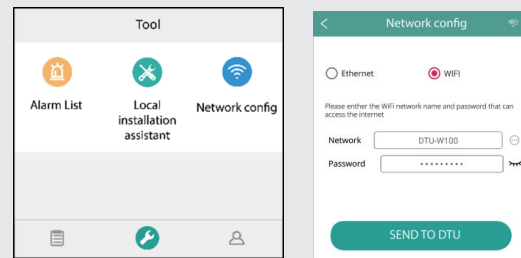 Tool
Alarm List
Local
installation
assistant
Network config
Network config
Ethernet
WIFI
Please enther the WiFi network name and password that can
access the internet
Network
DTU-W100
Password
SEND TO DTU